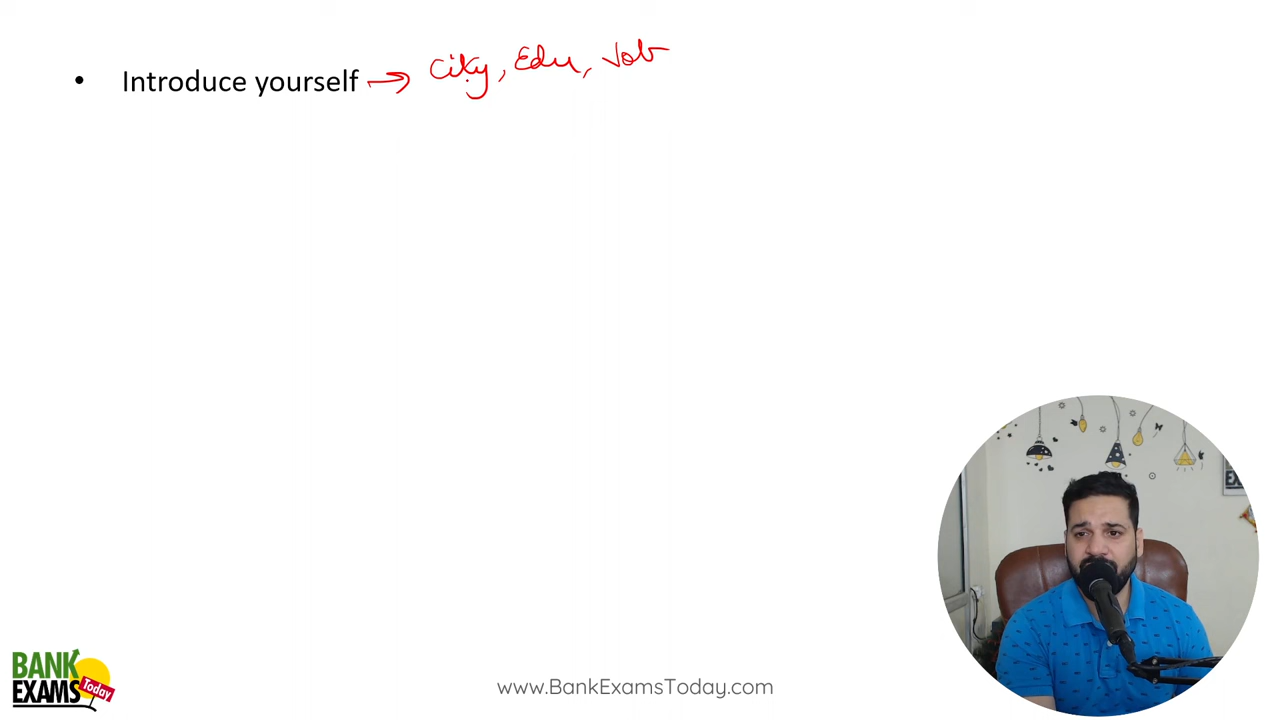 • Introduce yourself → City, Edu, Job
BANK
EXAMS
Today
www.BankExamsToday.com